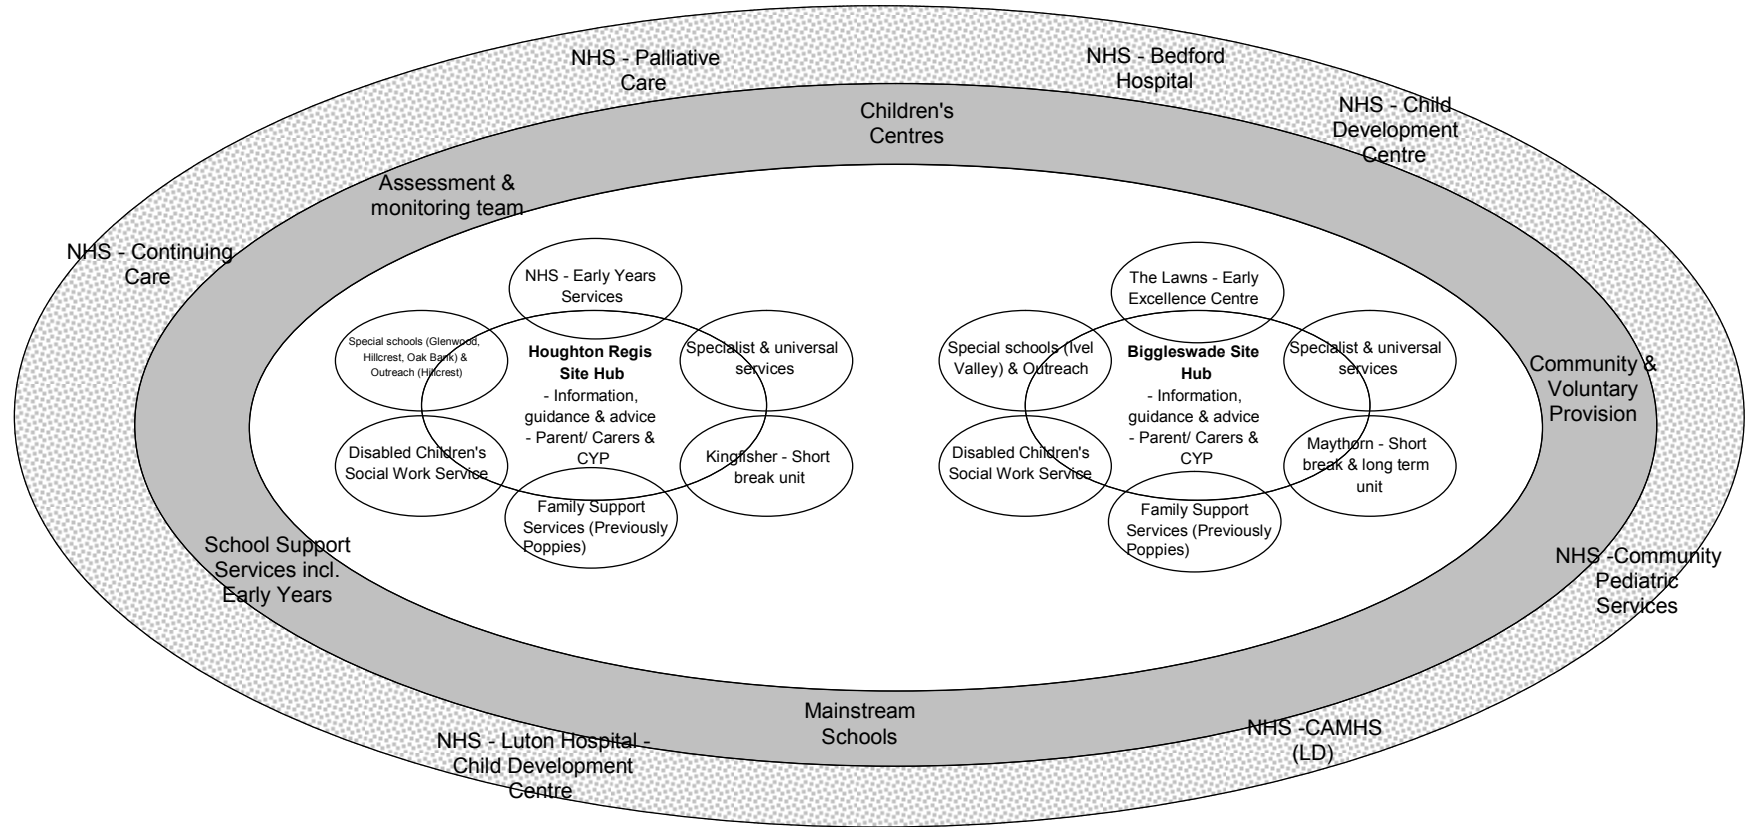 NHS - Palliative
Care
NHS - Bedford
Hospital
NHS - Child
Development
Centre
Children's
Centres
Assessment &
monitoring team
NHS - Continuing
Care
NHS - Early Years
Services
Special schools (Glenwood,
Hillcrest, Oak Bank) &
Outreach (Hillcrest)
Houghton Regis
Site Hub
- Information,
guidance & advice
- Parent/ Carers &
CYP
Specialist & universal
services
Disabled Children's
Social Work Service
Kingfisher - Short
break unit
Family Support
Services (Previously
Poppies)
The Lawns - Early
Excellence Centre
Special schools (Ivel
Valley) & Outreach
Biggleswade Site
Hub
- Information,
guidance & advice
- Parent/ Carers &
CYP
Specialist & universal
services
Disabled Children's
Social Work Service
Maythorn - Short
break & long term
unit
Family Support
Services (Previously
Poppies)
Community &
Voluntary
Provision
School Support
Services incl.
Early Years
NHS -Community
Pediatric
Services
Mainstream
Schools
NHS - Luton Hospital -
Child Development
Centre
NHS -CAMHS
(LD)